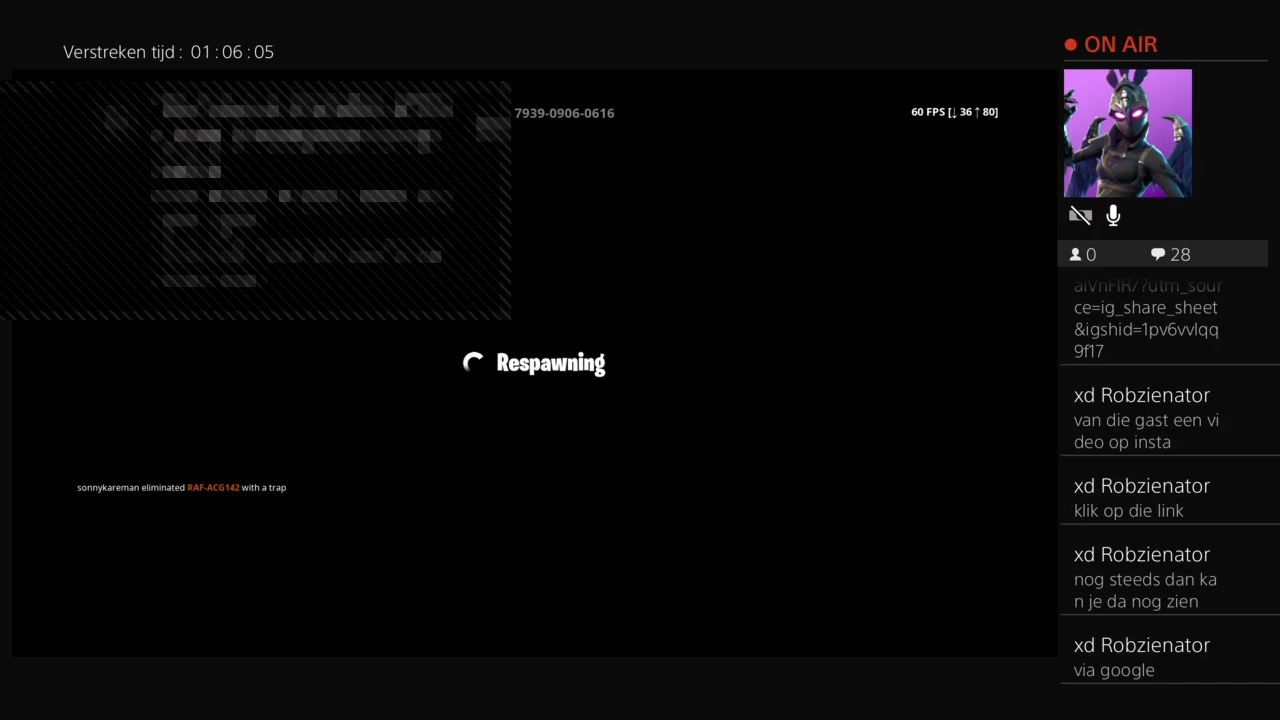 Verstreken tijd : 01 : 06 : 05
ON AIR
7939-0906-0616
60 FPS [↓ 36 ↑ 80]
0 28
ce=ig_share_sheet
&igshid=1pv6vvlqq
9f17
xd Robzienator
van die gast een vi
deo op insta
xd Robzienator
klik op die link
Respawning
sonnykareman eliminated RAF-ACG142 with a trap
xd Robzienator
nog steeds dan ka
n je da nog zien
xd Robzienator
via google